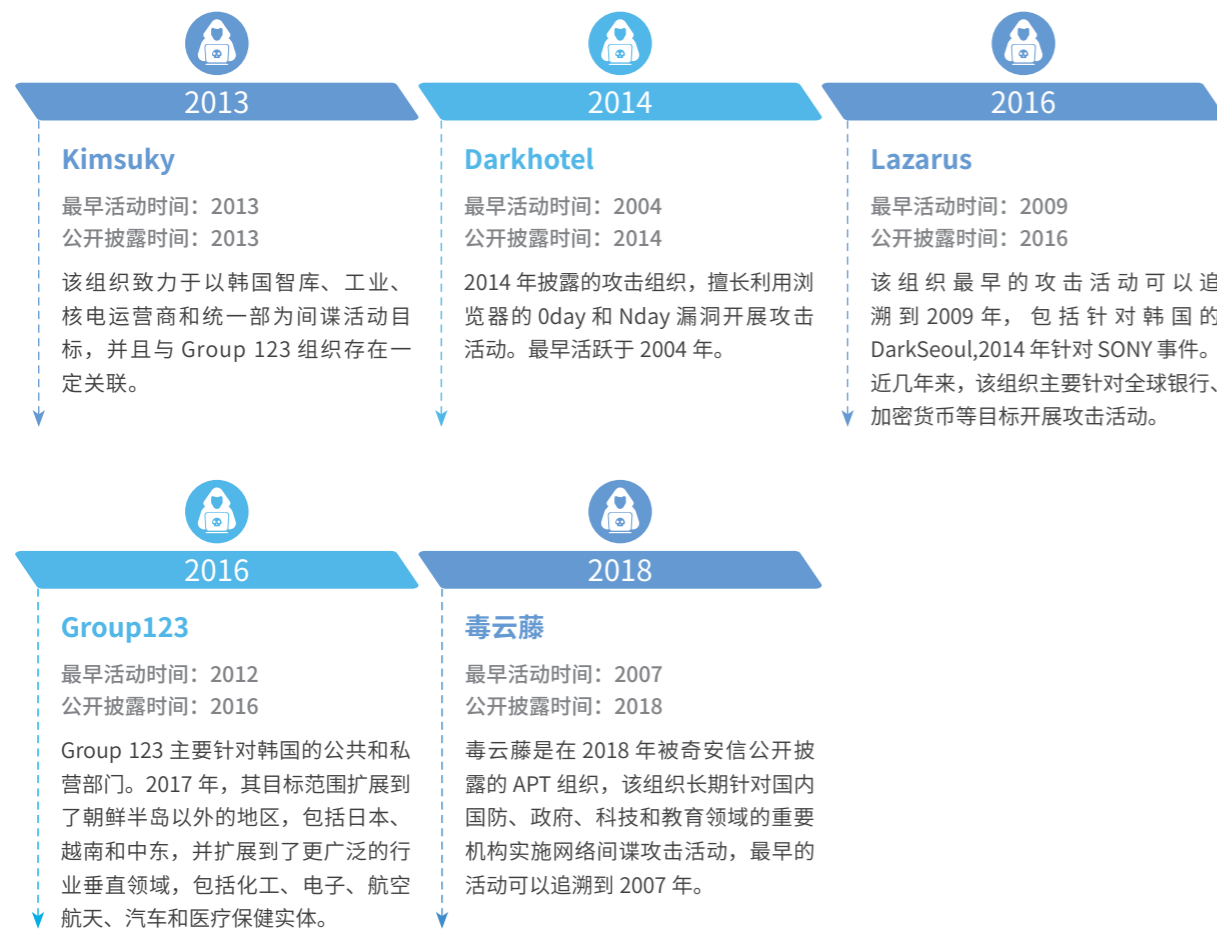 2013
Kimsuky
最早活动时间：2013
公开披露时间：2013
该组织致力于以韩国智库、工业、
核电运营商和统一部为间谍活动目
标，并且与 Group 123 组织存在一
定关联。
2014
Darkhotel
最早活动时间：2004
公开披露时间：2014
2014 年披露的攻击组织，擅长利用浏
览器的 0day 和 Nday 漏洞开展攻击
活动。最早活跃于 2004 年。
2016
Lazarus
最早活动时间：2009
公开披露时间：2016
该组织最早的攻击活动可以追
溯到 2009 年，包括针对韩国的
DarkSeoul,2014 年针对 SONY 事件。
近几年来，该组织主要针对全球银行、
加密货币等目标开展攻击活动。
2016
Group123
最早活动时间：2012
公开披露时间：2016
Group 123 主要针对韩国的公共和私
营部门。2017 年，其目标范围扩展到
了朝鲜半岛以外的地区，包括日本、
越南和中东，并扩展到了更广泛的行
业垂直领域，包括化工、电子、航空
航天、汽车和医疗保健实体。
2018
毒云藤
最早活动时间：2007
公开披露时间：2018
毒云藤是在 2018 年被奇安信公开披
露的 APT 组织，该组织长期针对国内
国防、政府、科技和教育领域的重要
机构实施网络间谍攻击活动，最早的
活动可以追溯到 2007 年。